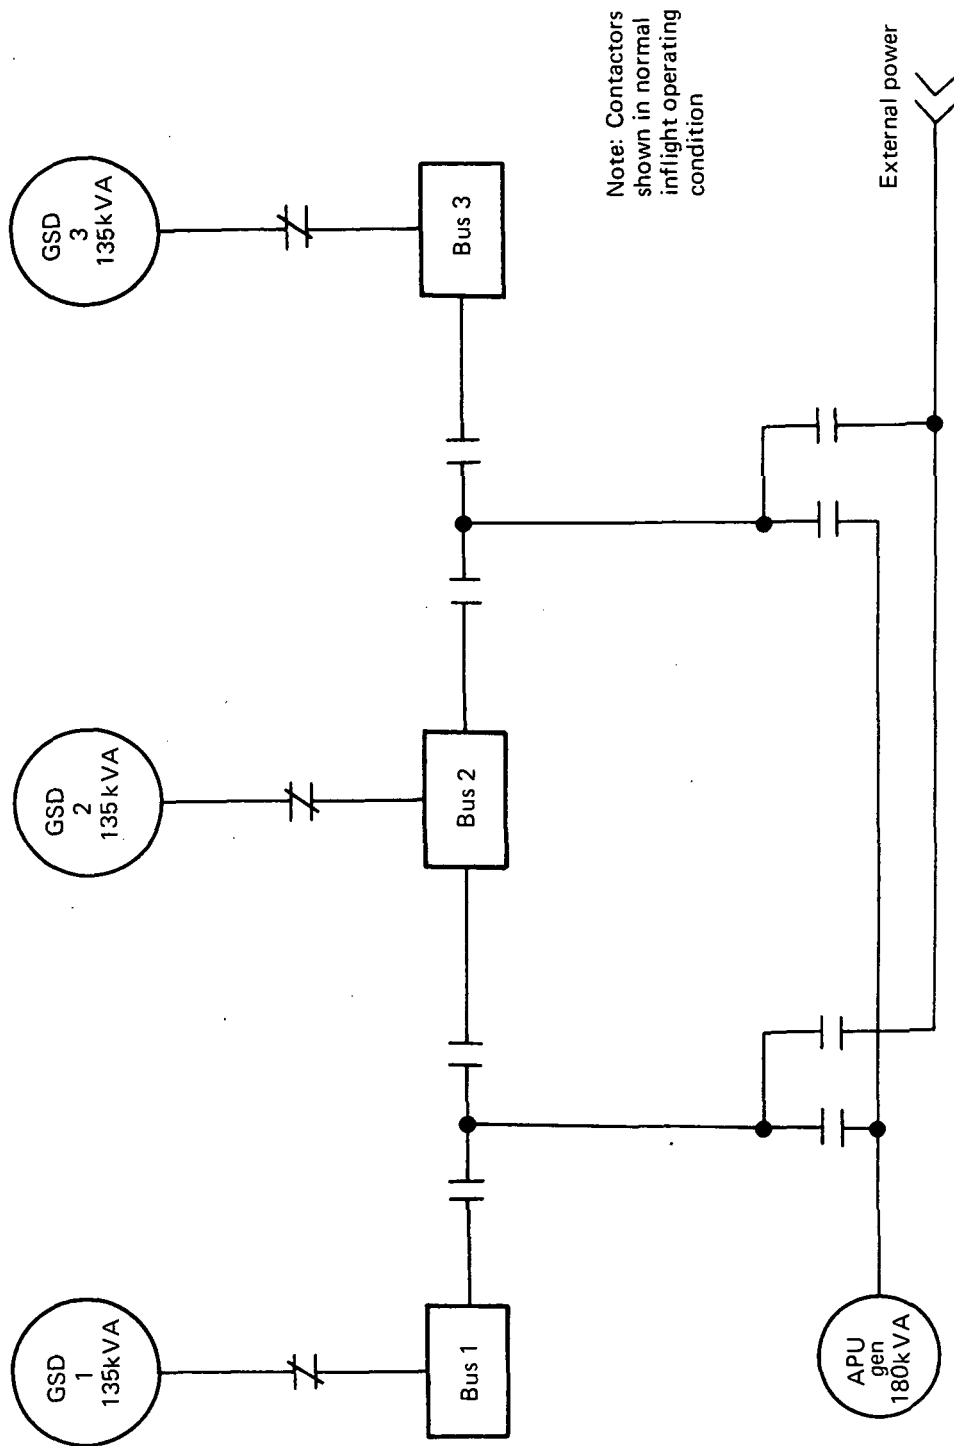 GSD
1
135kVA
GSD
2
135kVA
GSD
3
135kVA
Bus 1
Bus 2
Bus 3
Note: Contactors
shown in normal
inflight operating
condition
APU
gen
180kVA
External power